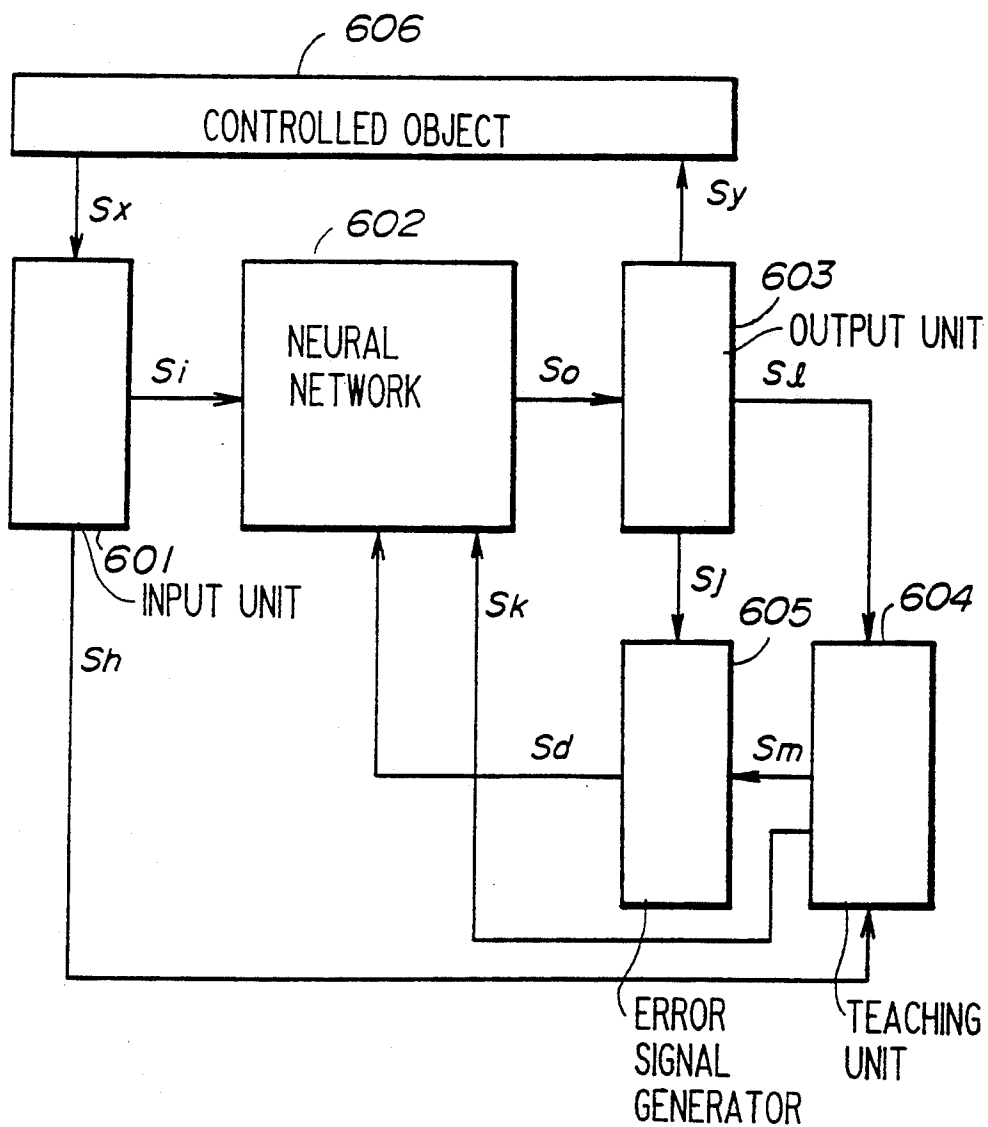 606
CONTROLLED OBJECT
Sx
Sy
602
603
OUTPUT UNIT
NEURAL
NETWORK
Si
So
Sℓ
601
INPUT UNIT
Sj
Sk
605
604
Sh
Sd
Sm
ERROR
SIGNAL
GENERATOR
TEACHING
UNIT